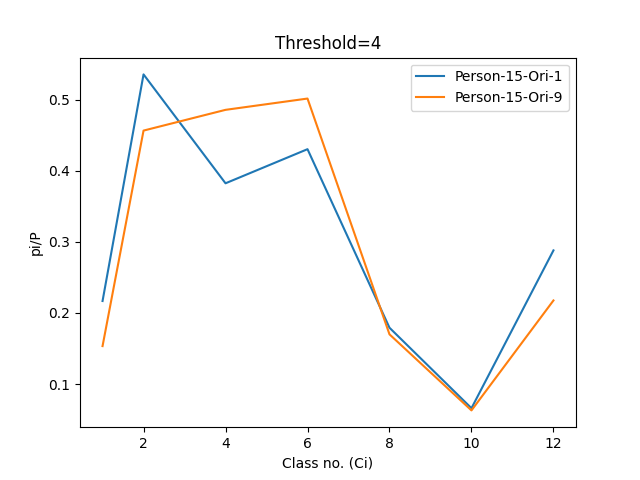 Threshold=4
Person-15-Ori-1
Person-15-Ori-9
pi/P
0.5
0.4
0.3
0.2
0.1
2 4 6 8 10 12
Class no. (Ci)